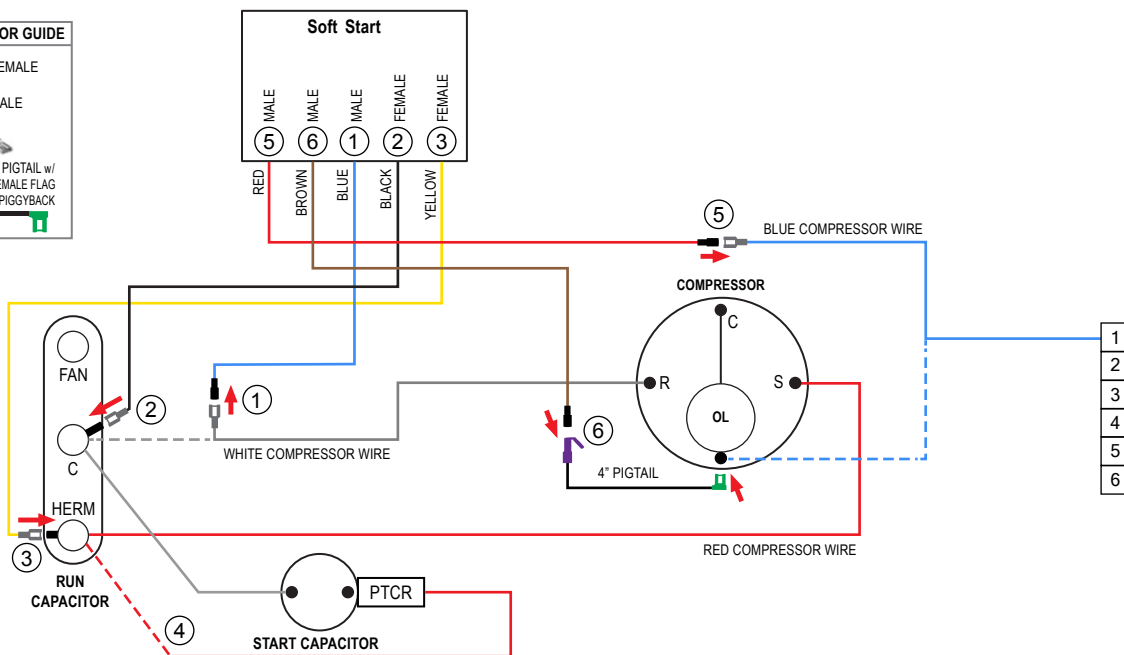 OR GUIDE
EMALE
ALE
PIGTAIL w/
EMALE FLAG
PIGGYBACK
Soft Start
MALE
MALE
MALE
FEMALE
FEMALE
5
6
1
2
3
RED
BROWN
BLUE
BLACK
YELLOW
5
BLUE COMPRESSOR WIRE
COMPRESSOR
C
R
S
OL
FAN
2
C
1
WHITE COMPRESSOR WIRE
6
4" PIGTAIL
HERM
3
RED COMPRESSOR WIRE
RUN
CAPACITOR
4
PTCR
START CAPACITOR
1
2
3
4
5
6